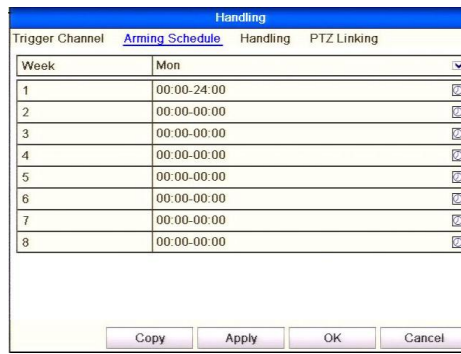 Handling
Trigger Channel Arming Schedule Handling PTZ Linking
Week Mon
1 00:00-24:00
2 00:00-00:00
3 00:00-00:00
4 00:00-00:00
5 00:00-00:00
6 00:00-00:00
7 00:00-00:00
8 00:00-00:00
Copy Apply OK Cancel